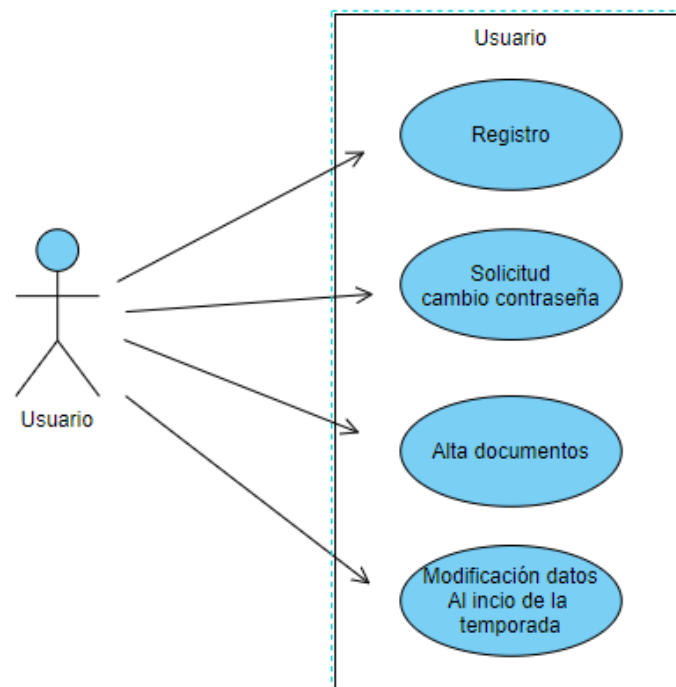 Usuario
Registro
Solicitud
cambio contraseña
Usuario
Alta documentos
Modificación datos
Al incio de la
temporada